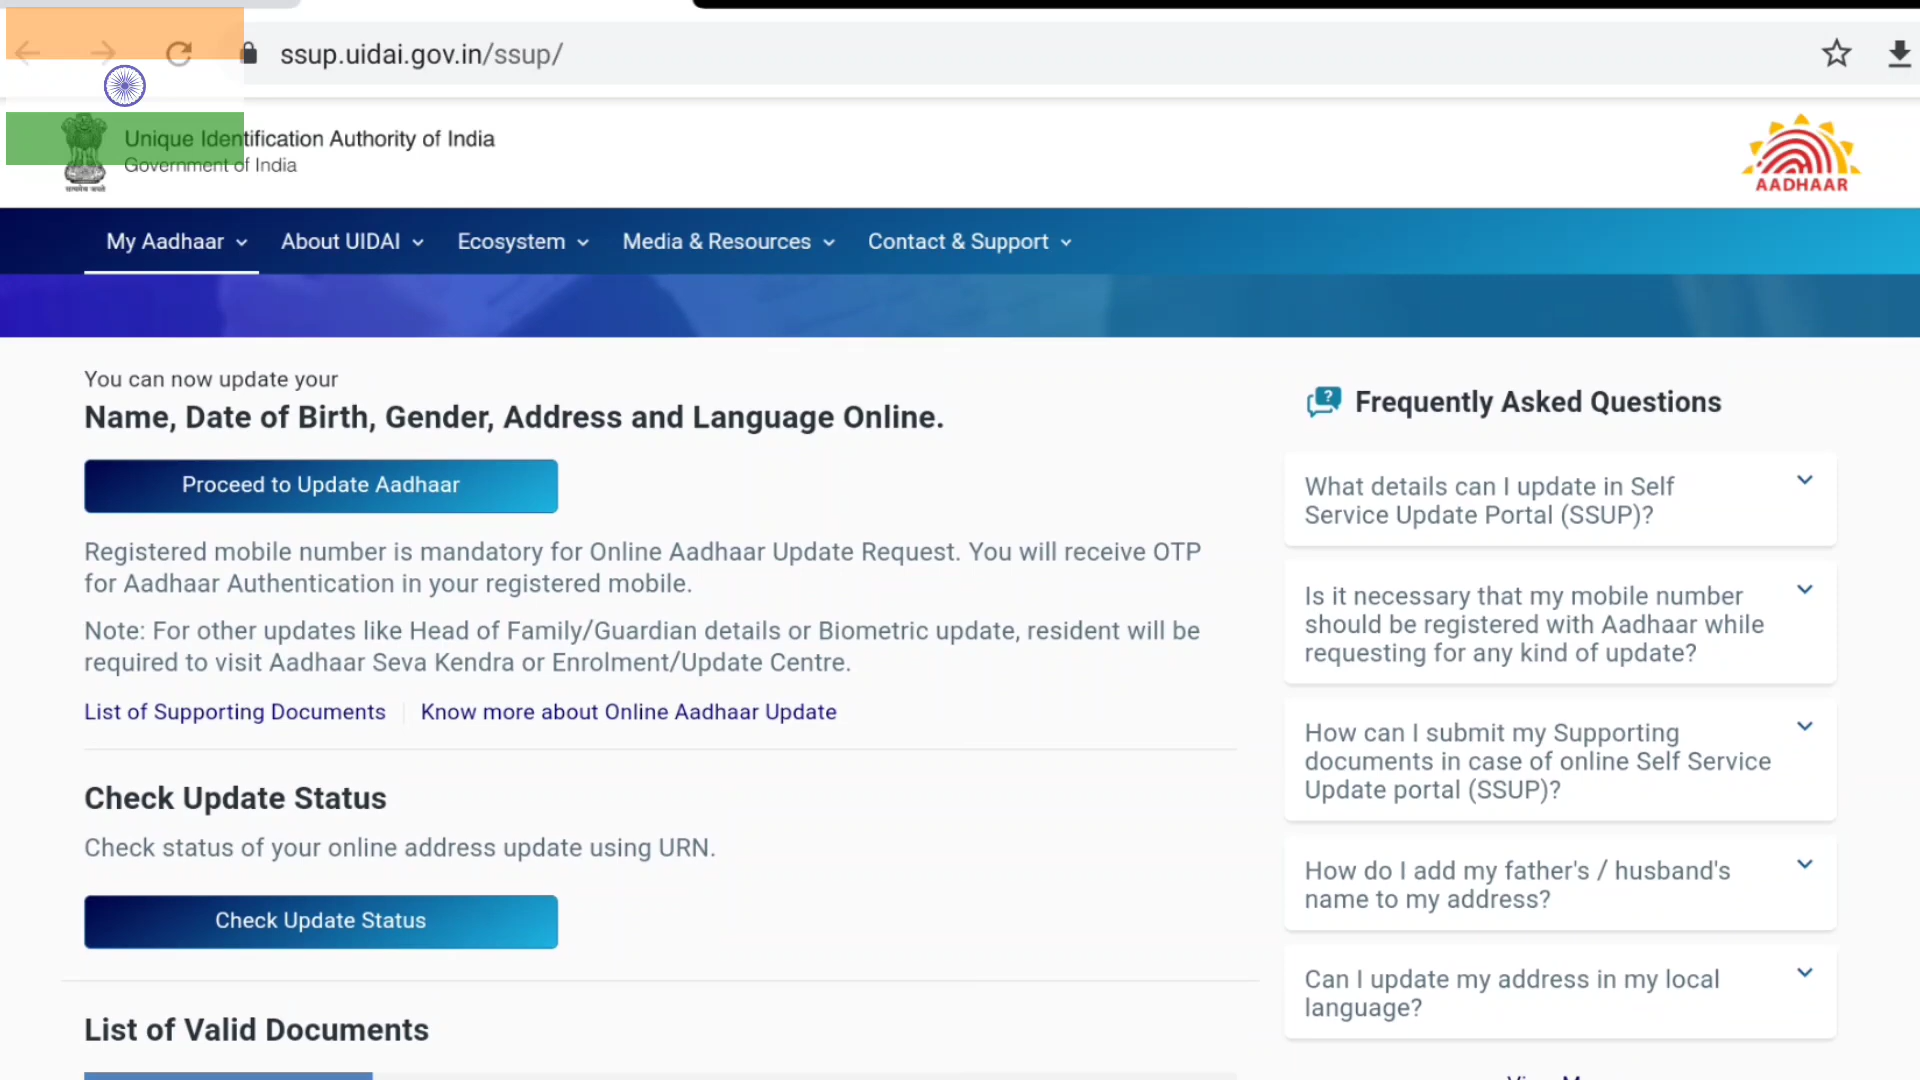 ssup.uidai.gov.in/ssup/
Unique Identification Authority of India
Government of India
सत्यमेव जयते
AADHAAR
My Aadhaar
About UIDAI
Ecosystem
Media & Resources
Contact & Support
You can now update your
Name, Date of Birth, Gender, Address and Language Online.
Proceed to Update Aadhaar
Registered mobile number is mandatory for Online Aadhaar Update Request. You will receive OTP
for Aadhaar Authentication in your registered mobile.
Note: For other updates like Head of Family/Guardian details or Biometric update, resident will be
required to visit Aadhaar Seva Kendra or Enrolment/Update Centre.
List of Supporting Documents
Know more about Online Aadhaar Update
Check Update Status
Check status of your online address update using URN.
Check Update Status
List of Valid Documents
Frequently Asked Questions
What details can I update in Self
Service Update Portal (SSUP)?
Is it necessary that my mobile number
should be registered with Aadhaar while
requesting for any kind of update?
How can I submit my Supporting
documents in case of online Self Service
Update portal (SSUP)?
How do I add my father's / husband's
name to my address?
Can I update my address in my local
language?